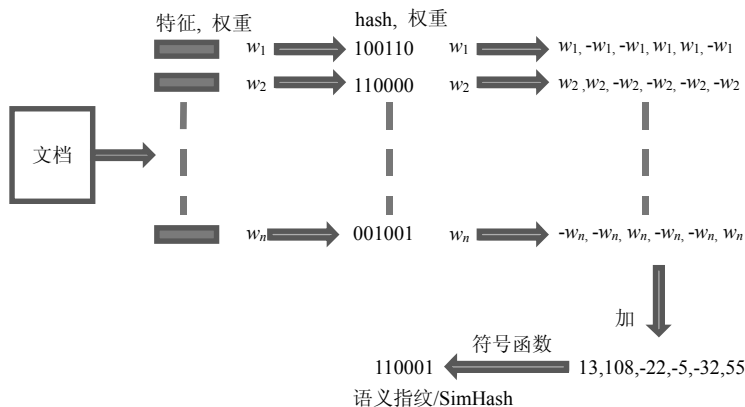 特征, 权重 hash, 权重
w₁ 100110 w₁ w₁, -w₁, -w₁, w₁, w₁, -w₁
w₂ 110000 w₂ w₂ ,w₂, -w₂, -w₂, -w₂, -w₂
文档
wₙ 001001 wₙ -wₙ, -wₙ, wₙ, -wₙ, -wₙ, wₙ
加
符号函数
110001 13,108,-22,-5,-32,55
语义指纹/SimHash